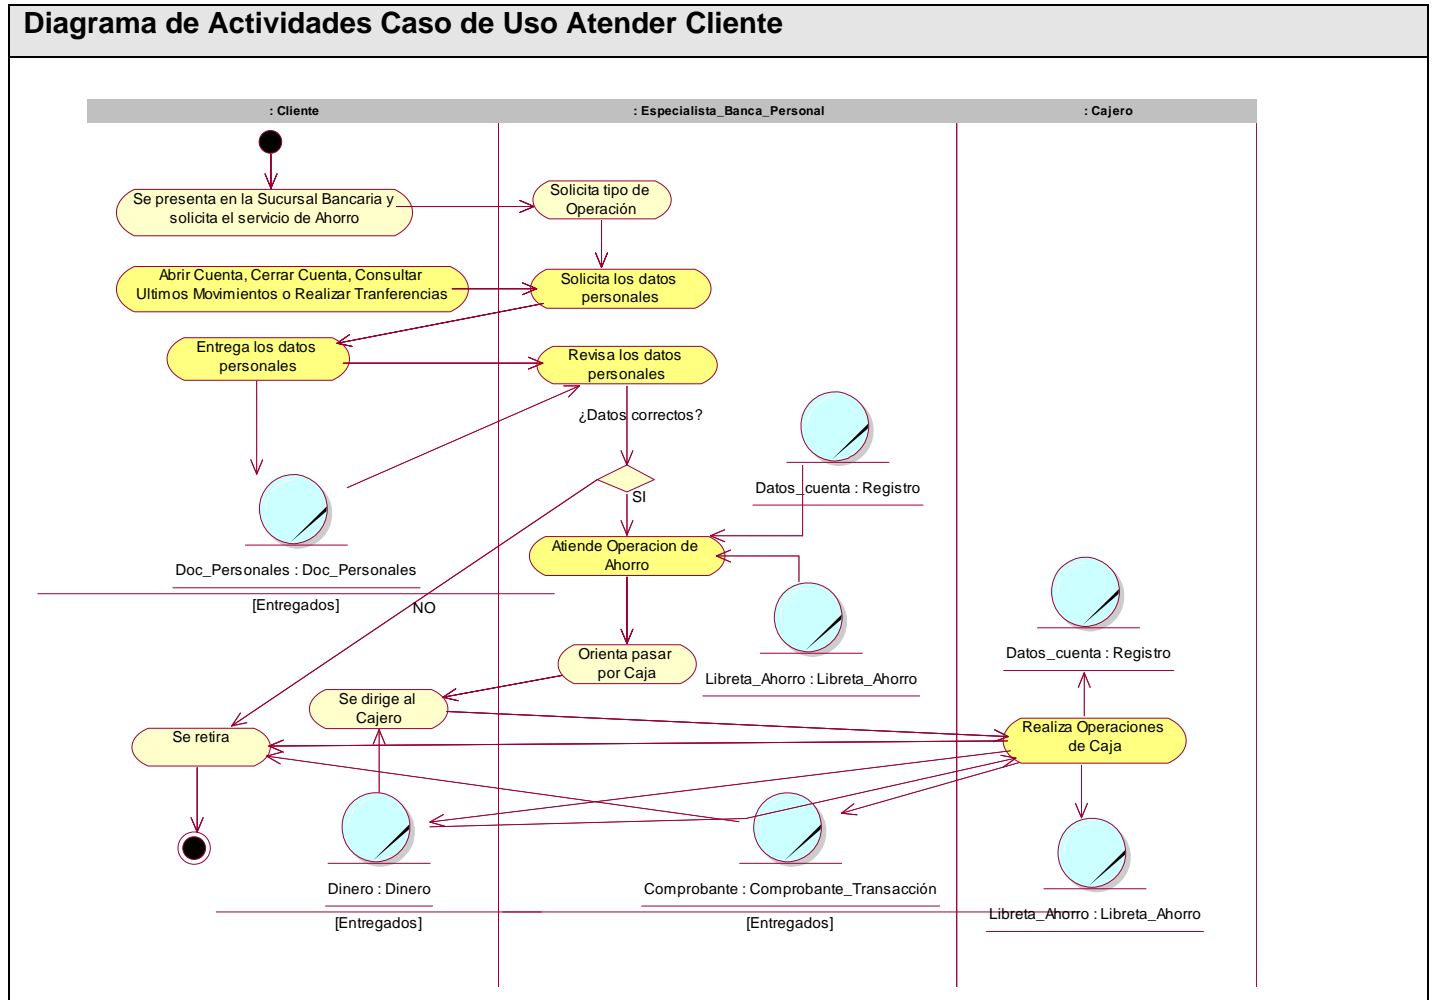 Diagrama de Actividades Caso de Uso Atender Cliente
: Cliente
: Especialista_Banca_Personal
: Cajero
Se presenta en la Sucursal Bancaria y
solicita el servicio de Ahorro
Solicita tipo de
Operación
Abrir Cuenta, Cerrar Cuenta, Consultar
Ultimos Movimientos o Realizar Tranferencias
Solicita los datos
personales
Entrega los datos
personales
Revisa los datos
personales
¿Datos correctos?
Datos_cuenta : Registro
SI
Atiende Operacion de
Ahorro
Doc_Personales : Doc_Personales
[Entregados]
NO
Orienta pasar
por Caja
Libreta_Ahorro : Libreta_Ahorro
Datos_cuenta : Registro
Se dirige al
Cajero
Se retira
Realiza Operaciones
de Caja
Dinero : Dinero
[Entregados]
Comprobante : Comprobante_Transacción
[Entregados]
Libreta_Ahorro : Libreta_Ahorro